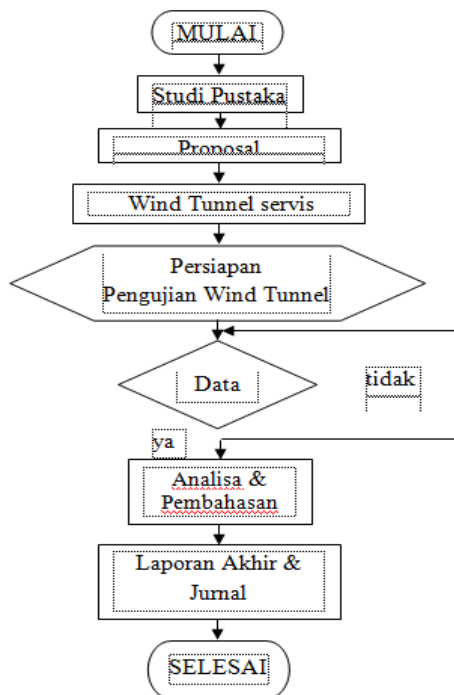 MULAI
Studi Pustaka
Proposal
Wind Tunnel servis
Persiapan
Pengujian Wind Tunnel
Data
tidak
ya
Analisa &
Pembahasan
Laporan Akhir &
Jurnal
SELESAI